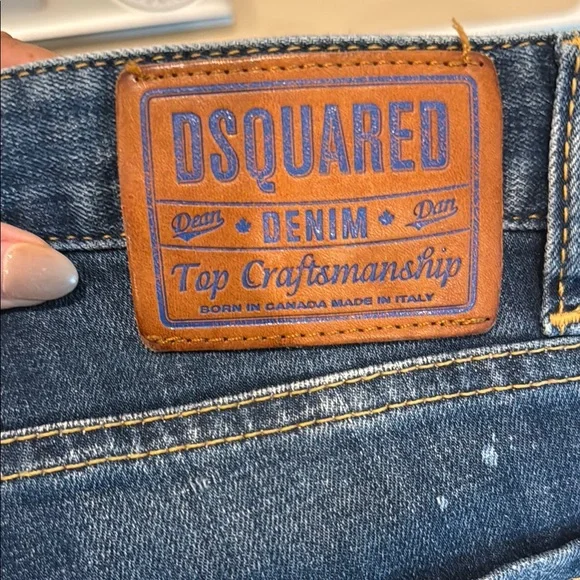 DSQUARED
Dean DENIM Dan
Top Craftsmanship
BORN IN CANADA MADE IN ITALY